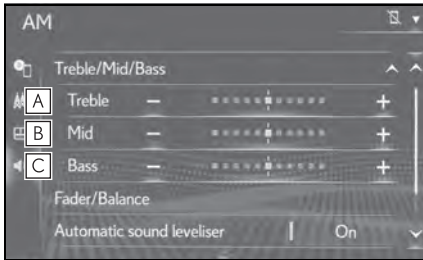 AM
Treble/Mid/Bass
A Treble − +
B Mid − +
C Bass − +
Fader/Balance
Automatic sound leveliser On